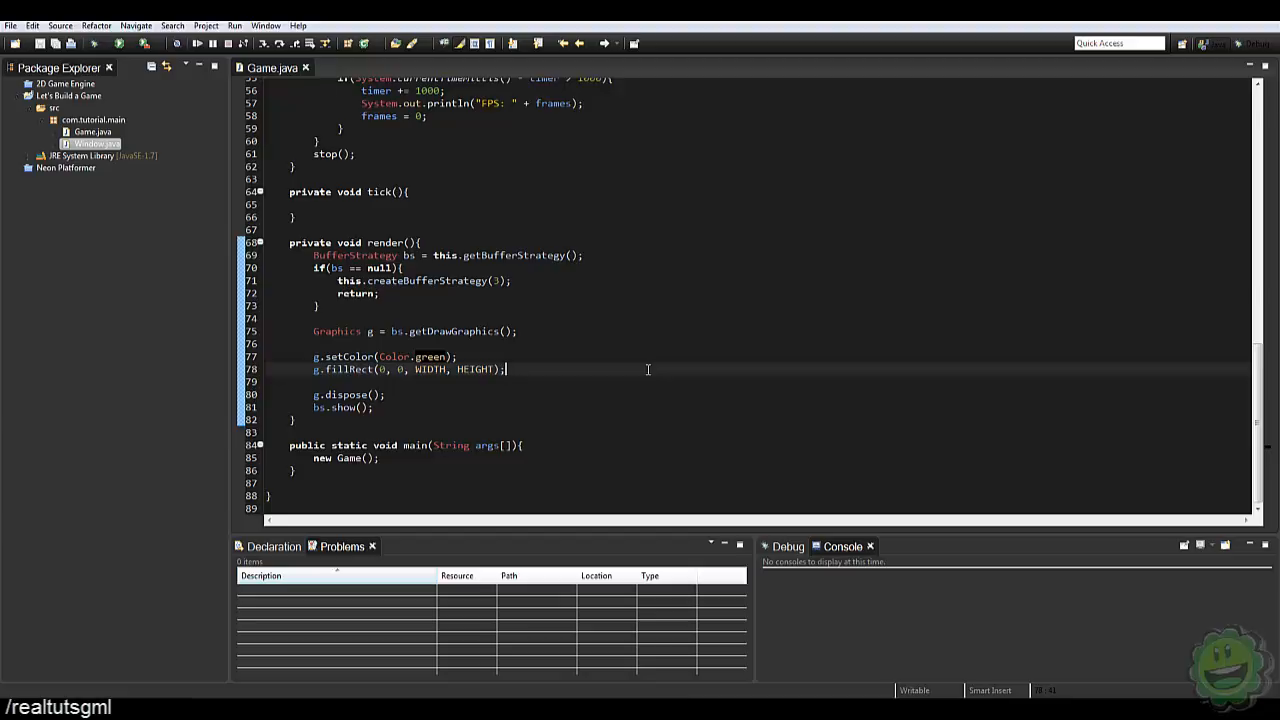 File Edit Source Refactor Navigate Search Project Run Window Help
Quick Access
Debug
Package Explorer
2D Game Engine
Let's Build a Game
src
com.tutorial.main
Game.java
Window.java
JRE System Library [JavaSE-1.7]
Neon Platformer
Game.java
55 if(System.currentTimeMillis() - timer > 1000){
56 timer += 1000;
57 System.out.println("FPS: " + frames);
58 frames = 0;
59 }
60 }
61 stop();
62 }
63
64 private void tick(){
65
66 }
67
68 private void render(){
69 BufferStrategy bs = this.getBufferStrategy();
70 if(bs == null){
71 this.createBufferStrategy(3);
72 return;
73 }
74
75 Graphics g = bs.getDrawGraphics();
76
77 g.setColor(Color.green);
78 g.fillRect(0, 0, WIDTH, HEIGHT);
79
80 g.dispose();
81 bs.show();
82 }
83
84 public static void main(String args[]){
85 new Game();
86 }
87
88 }
89
Declaration Problems
0 items
Description Resource Path Location Type
Debug Console
No consoles to display at this time.
Writable Smart Insert 78 : 41
/realtutsgml